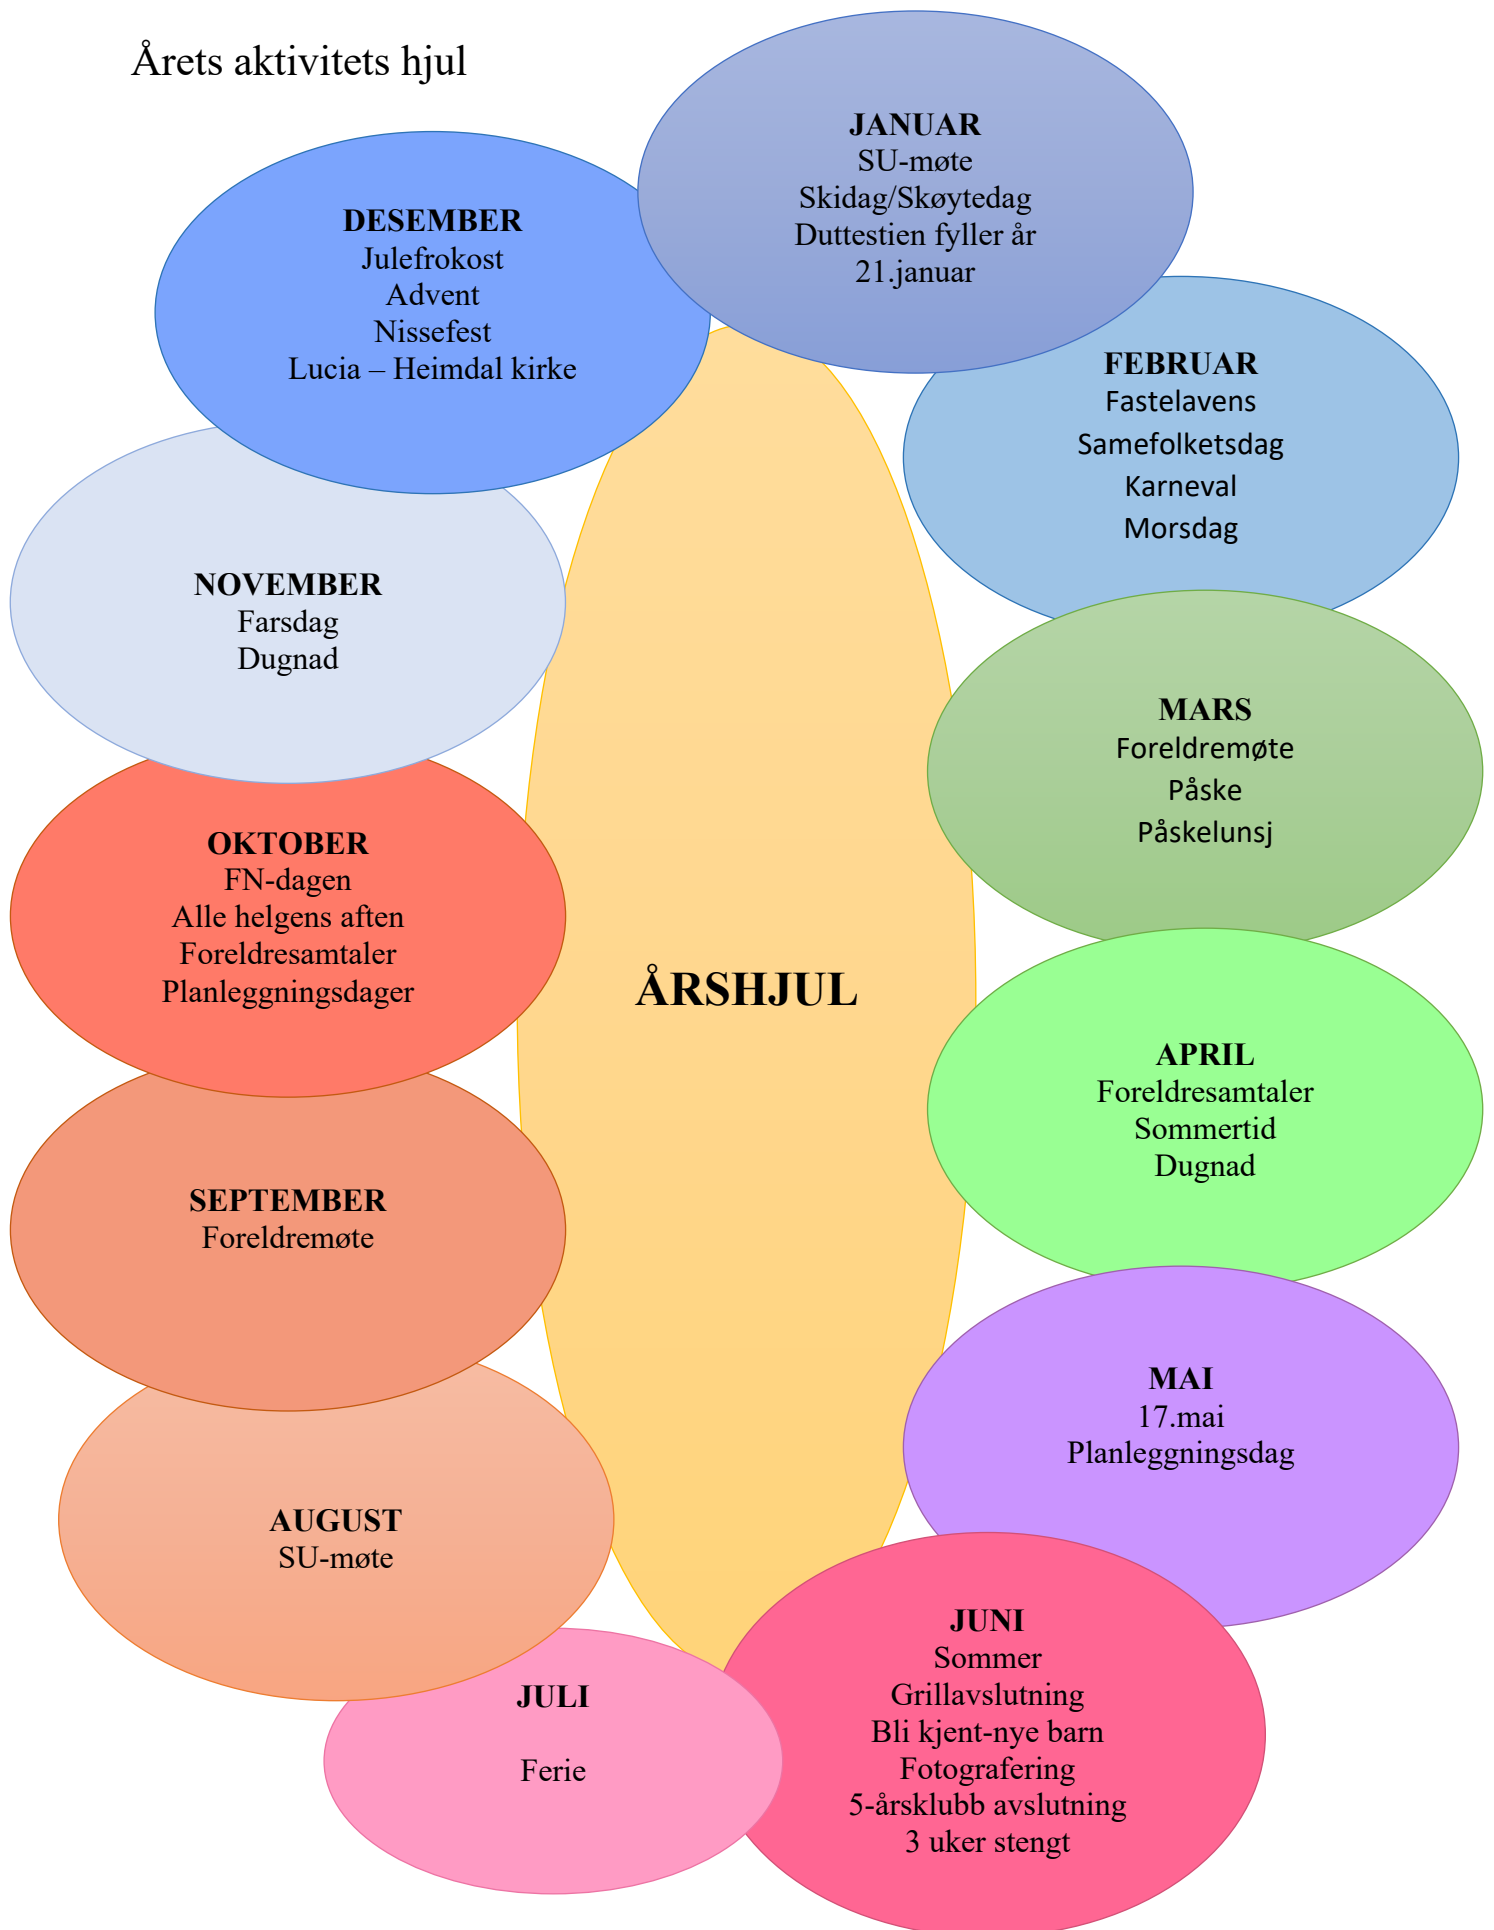 Årets aktivitets hjul
JANUAR
SU-møte
Skidag/Skøytedag
Duttestien fyller år
21.januar
FEBRUAR
Fastelavens
Samefolketsdag
Karneval
Morsdag
MARS
Foreldremøte
Påske
Påskelunsj
APRIL
Foreldresamtaler
Sommertid
Dugnad
MAI
17.mai
Planleggningsdag
JUNI
Sommer
Grillavslutning
Bli kjent-nye barn
Fotografering
5-årsklubb avslutning
3 uker stengt
JULI
Ferie
AUGUST
SU-møte
SEPTEMBER
Foreldremøte
OKTOBER
FN-dagen
Alle helgens aften
Foreldresamtaler
Planleggningsdager
NOVEMBER
Farsdag
Dugnad
DESEMBER
Julefrokost
Advent
Nissefest
Lucia – Heimdal kirke
ÅRSHJUL